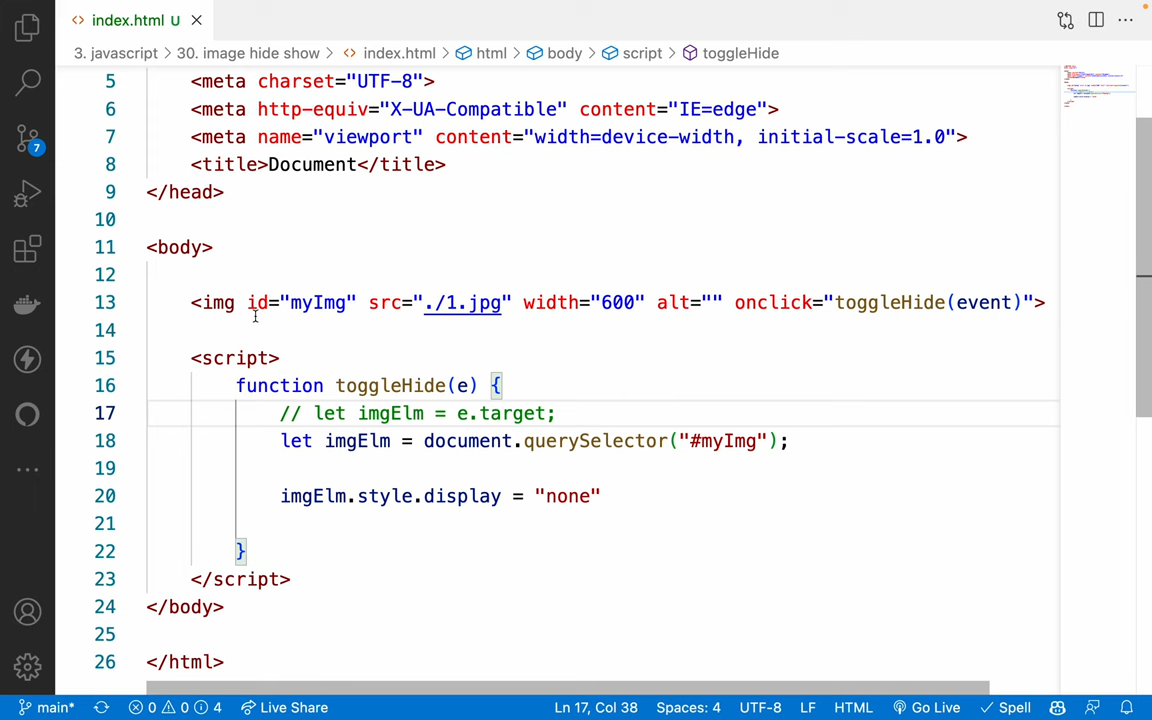 index.html U
3. javascript > 30. image hide show > index.html > html > body > script > toggleHide
5 <meta charset="UTF-8">
6 <meta http-equiv="X-UA-Compatible" content="IE=edge">
7 <meta name="viewport" content="width=device-width, initial-scale=1.0">
8 <title>Document</title>
9 </head>
10
11 <body>
12
13 <img id="myImg" src="./1.jpg" width="600" alt="" onclick="toggleHide(event)">
14
15 <script>
16 function toggleHide(e) {
17 // let imgElm = e.target;
18 let imgElm = document.querySelector("#myImg");
19
20 imgElm.style.display = "none"
21
22 }
23 </script>
24 </body>
25
26 </html>
7
main* 0 0 4 Live Share Ln 17, Col 38 Spaces: 4 UTF-8 LF HTML Go Live Spell